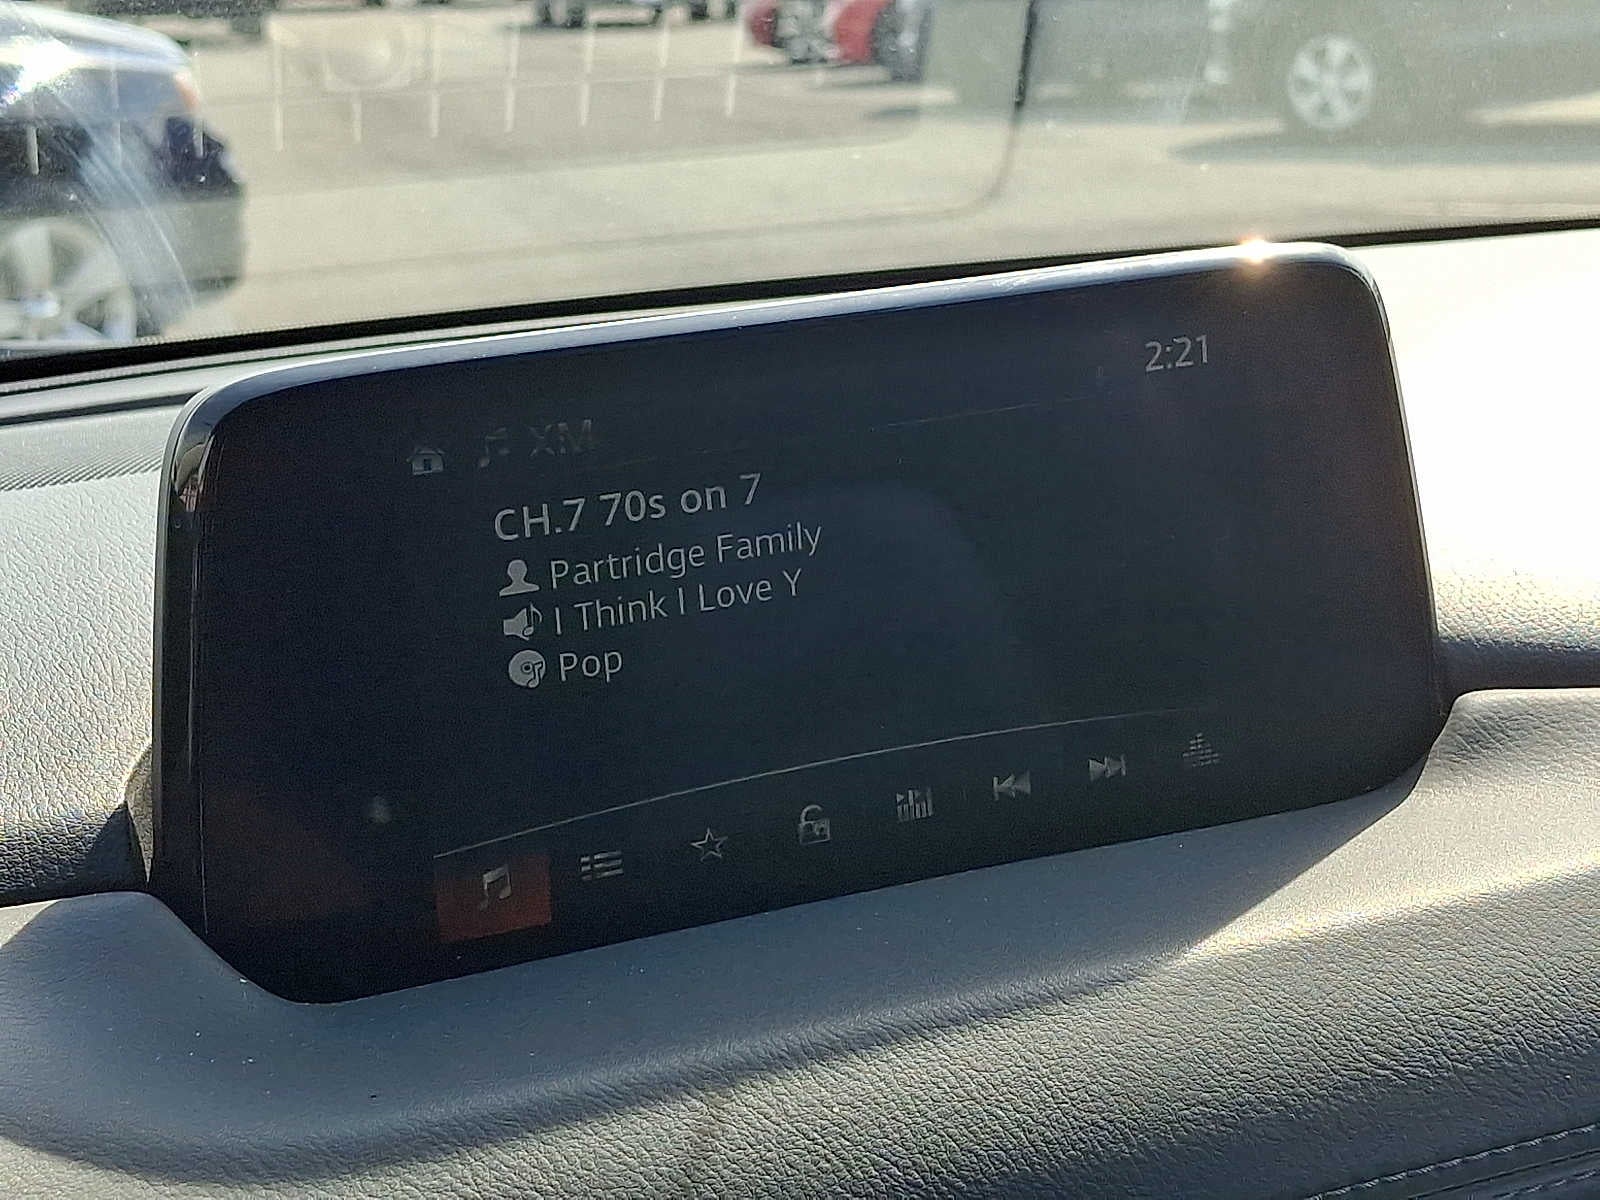 2:21
XM
CH.7 70s on 7
Partridge Family
I Think I Love Y
Pop